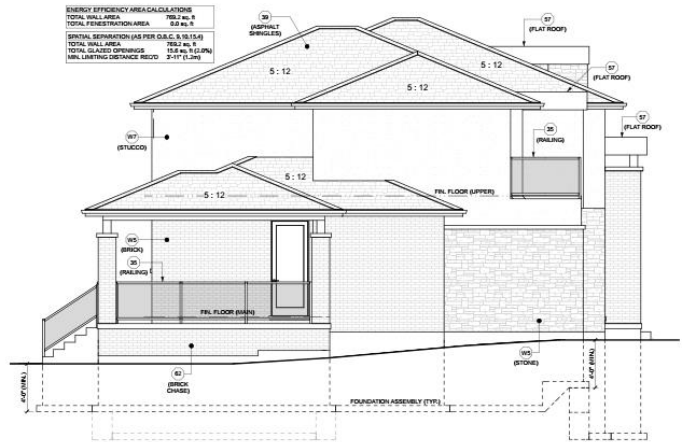 ENERGY EFFICIENCY AREA CALCULATIONS
TOTAL WALL AREA 769.2 sq. ft
TOTAL FENESTRATION AREA 0.0 sq. ft
SPATIAL SEPARATION (AS PER O.B.C. 9.10.15.4)
TOTAL WALL AREA 769.2 sq. ft
TOTAL GLAZED OPENINGS 15.6 sq. ft (2.0%)
MIN. LIMITING DISTANCE REQ'D 3'-11" (1.2m)
39
(ASPHALT
SHINGLES)
57
(FLAT ROOF)
57
(FLAT ROOF)
57
(FLAT ROOF)
5 : 12
5 : 12
5 : 12
W7
(STUCCO)
35
(RAILING)
5 : 12
5 : 12
FIN. FLOOR (UPPER)
W5
(BRICK)
35
(RAILING)
FIN. FLOOR (MAIN)
62
(BRICK
CHASE)
W5
(STONE)
4'-0" (MIN.)
4'-0" (MIN.)
FOUNDATION ASSEMBLY (TYP.)